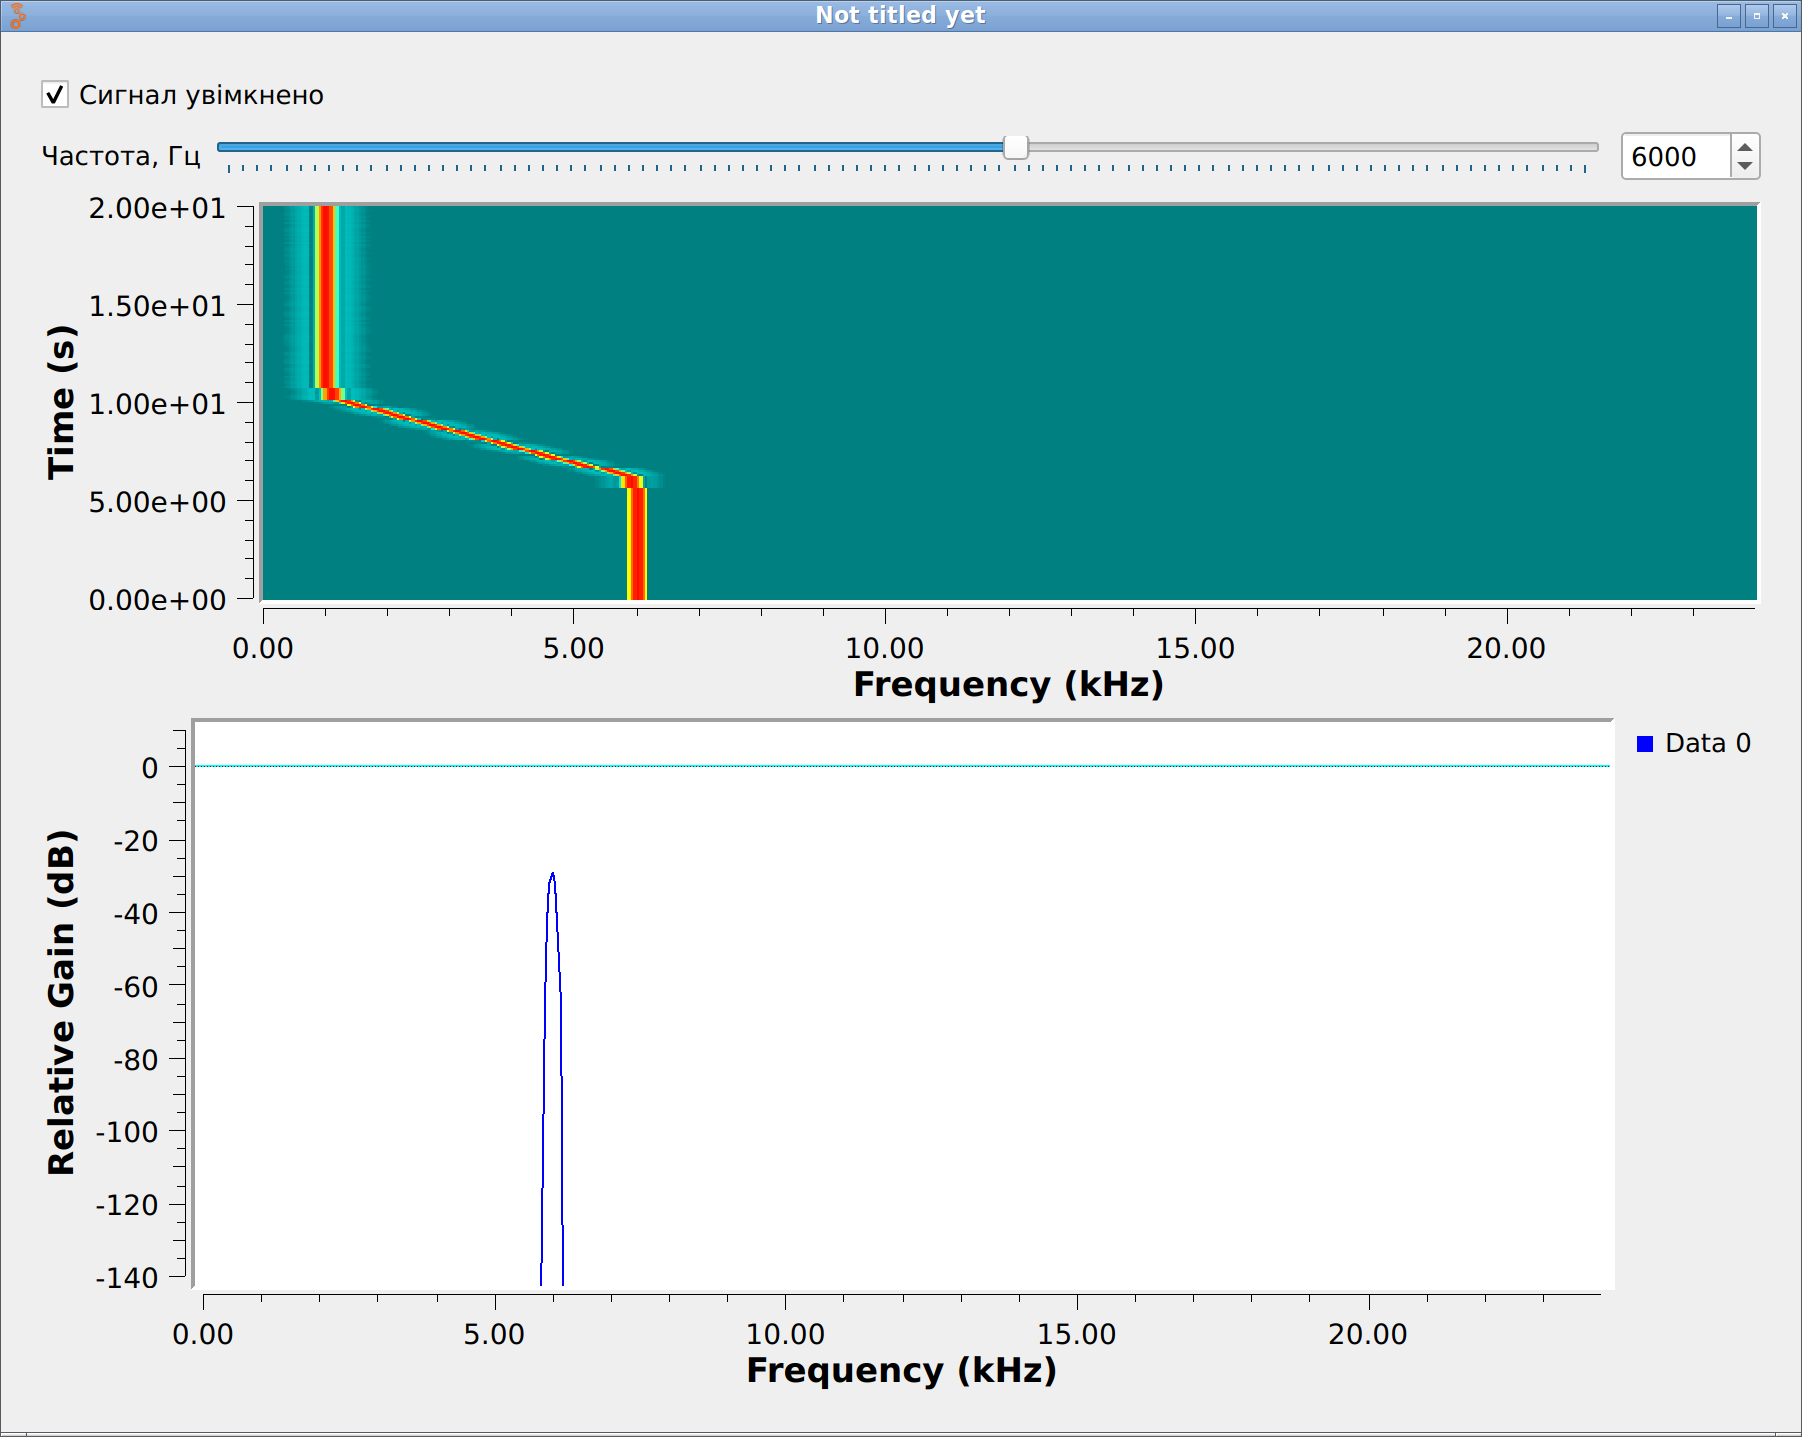 Not titled yet
Сигнал увімкнено
Частота, Гц
6000
2.00e+01
1.50e+01
1.00e+01
5.00e+00
0.00e+00
Time (s)
0.00 5.00 10.00 15.00 20.00
Frequency (kHz)
Data 0
0
-20
-40
-60
-80
-100
-120
-140
Relative Gain (dB)
0.00 5.00 10.00 15.00 20.00
Frequency (kHz)